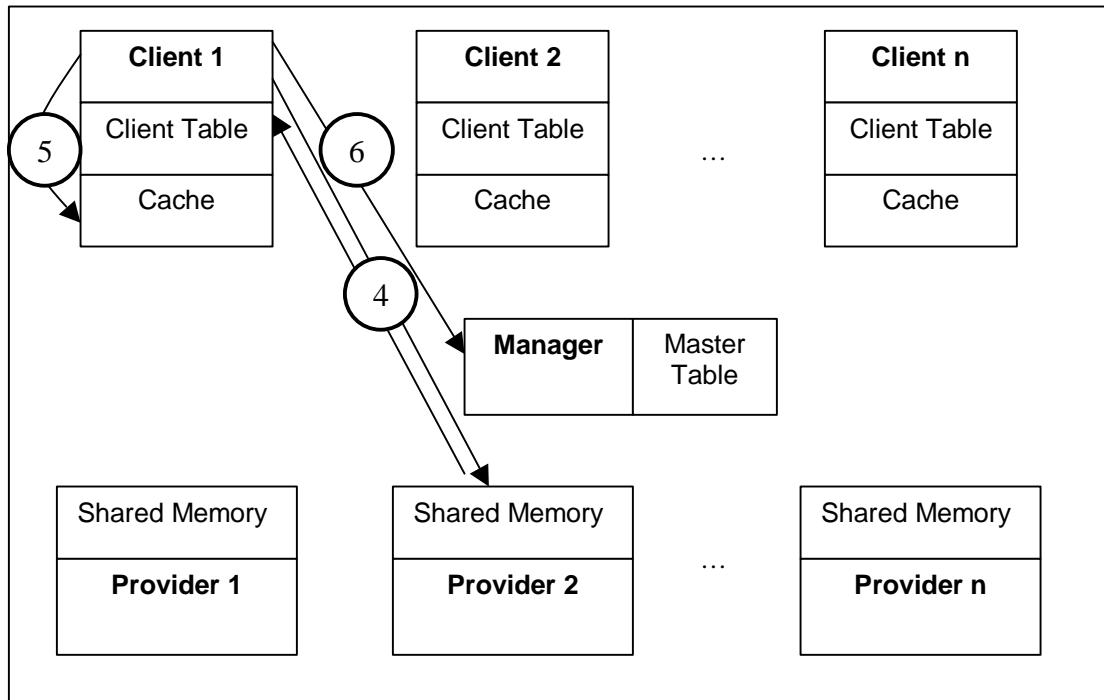 Client 1
Client 2
Client n
Client Table
Client Table
Client Table
5
6
…
Cache
Cache
Cache
4
Manager
Master
Table
Shared Memory
Shared Memory
Shared Memory
…
Provider 1
Provider 2
Provider n